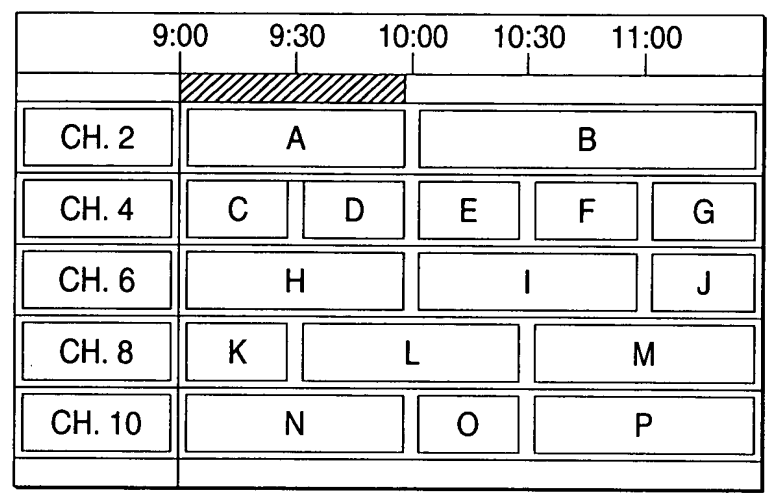 9:00 9:30 10:00 10:30 11:00
CH. 2 A B
CH. 4 C D E F G
CH. 6 H I J
CH. 8 K L M
CH. 10 N O P